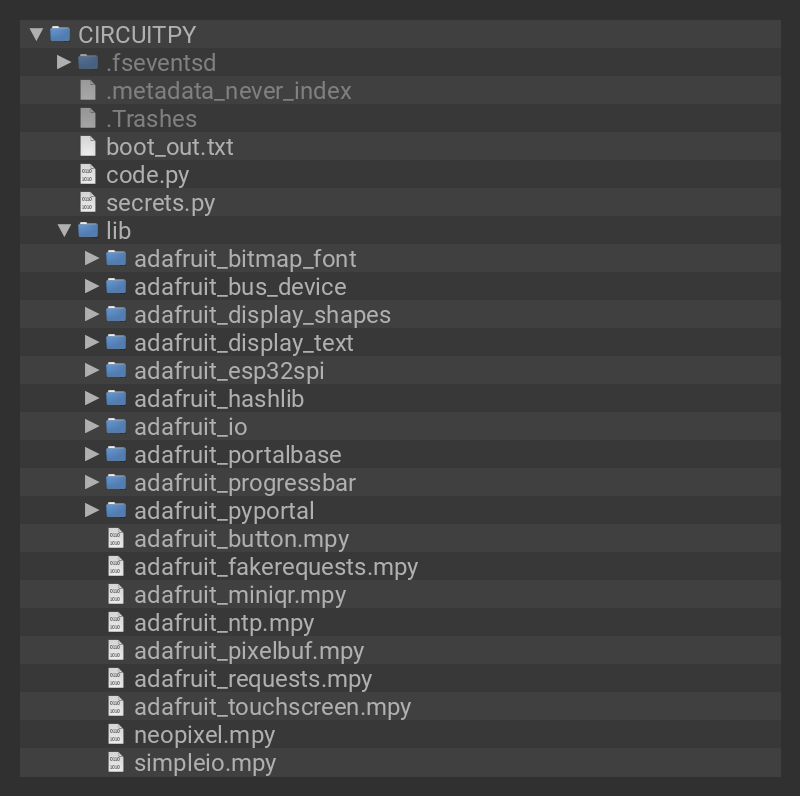 CIRCUITPY
.fseventsd
.metadata_never_index
.Trashes
boot_out.txt
code.py
secrets.py
lib
adafruit_bitmap_font
adafruit_bus_device
adafruit_display_shapes
adafruit_display_text
adafruit_esp32spi
adafruit_hashlib
adafruit_io
adafruit_portalbase
adafruit_progressbar
adafruit_pyportal
adafruit_button.mpy
adafruit_fakerequests.mpy
adafruit_miniqr.mpy
adafruit_ntp.mpy
adafruit_pixelbuf.mpy
adafruit_requests.mpy
adafruit_touchscreen.mpy
neopixel.mpy
simpleio.mpy